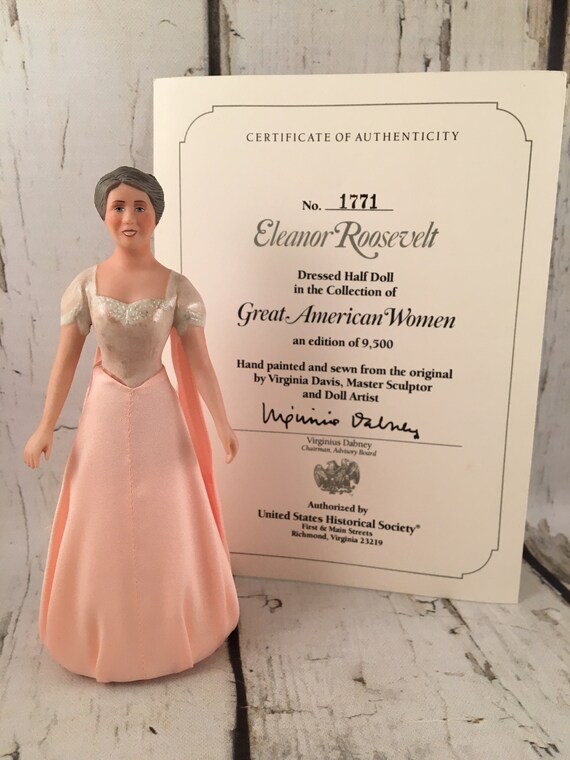 CERTIFICATE OF AUTHENTICITY
No. 1771
Eleanor Roosevelt
Dressed Half Doll
in the Collection of
Great American Women
an edition of 9,500
Hand painted and sewn from the original
by Virginia Davis, Master Sculptor
and Doll Artist
Virginius Dabney
Virginius Dabney
Chairman, Advisory Board
Authorized by
United States Historical Society®
First & Main Streets
Richmond, Virginia 23219